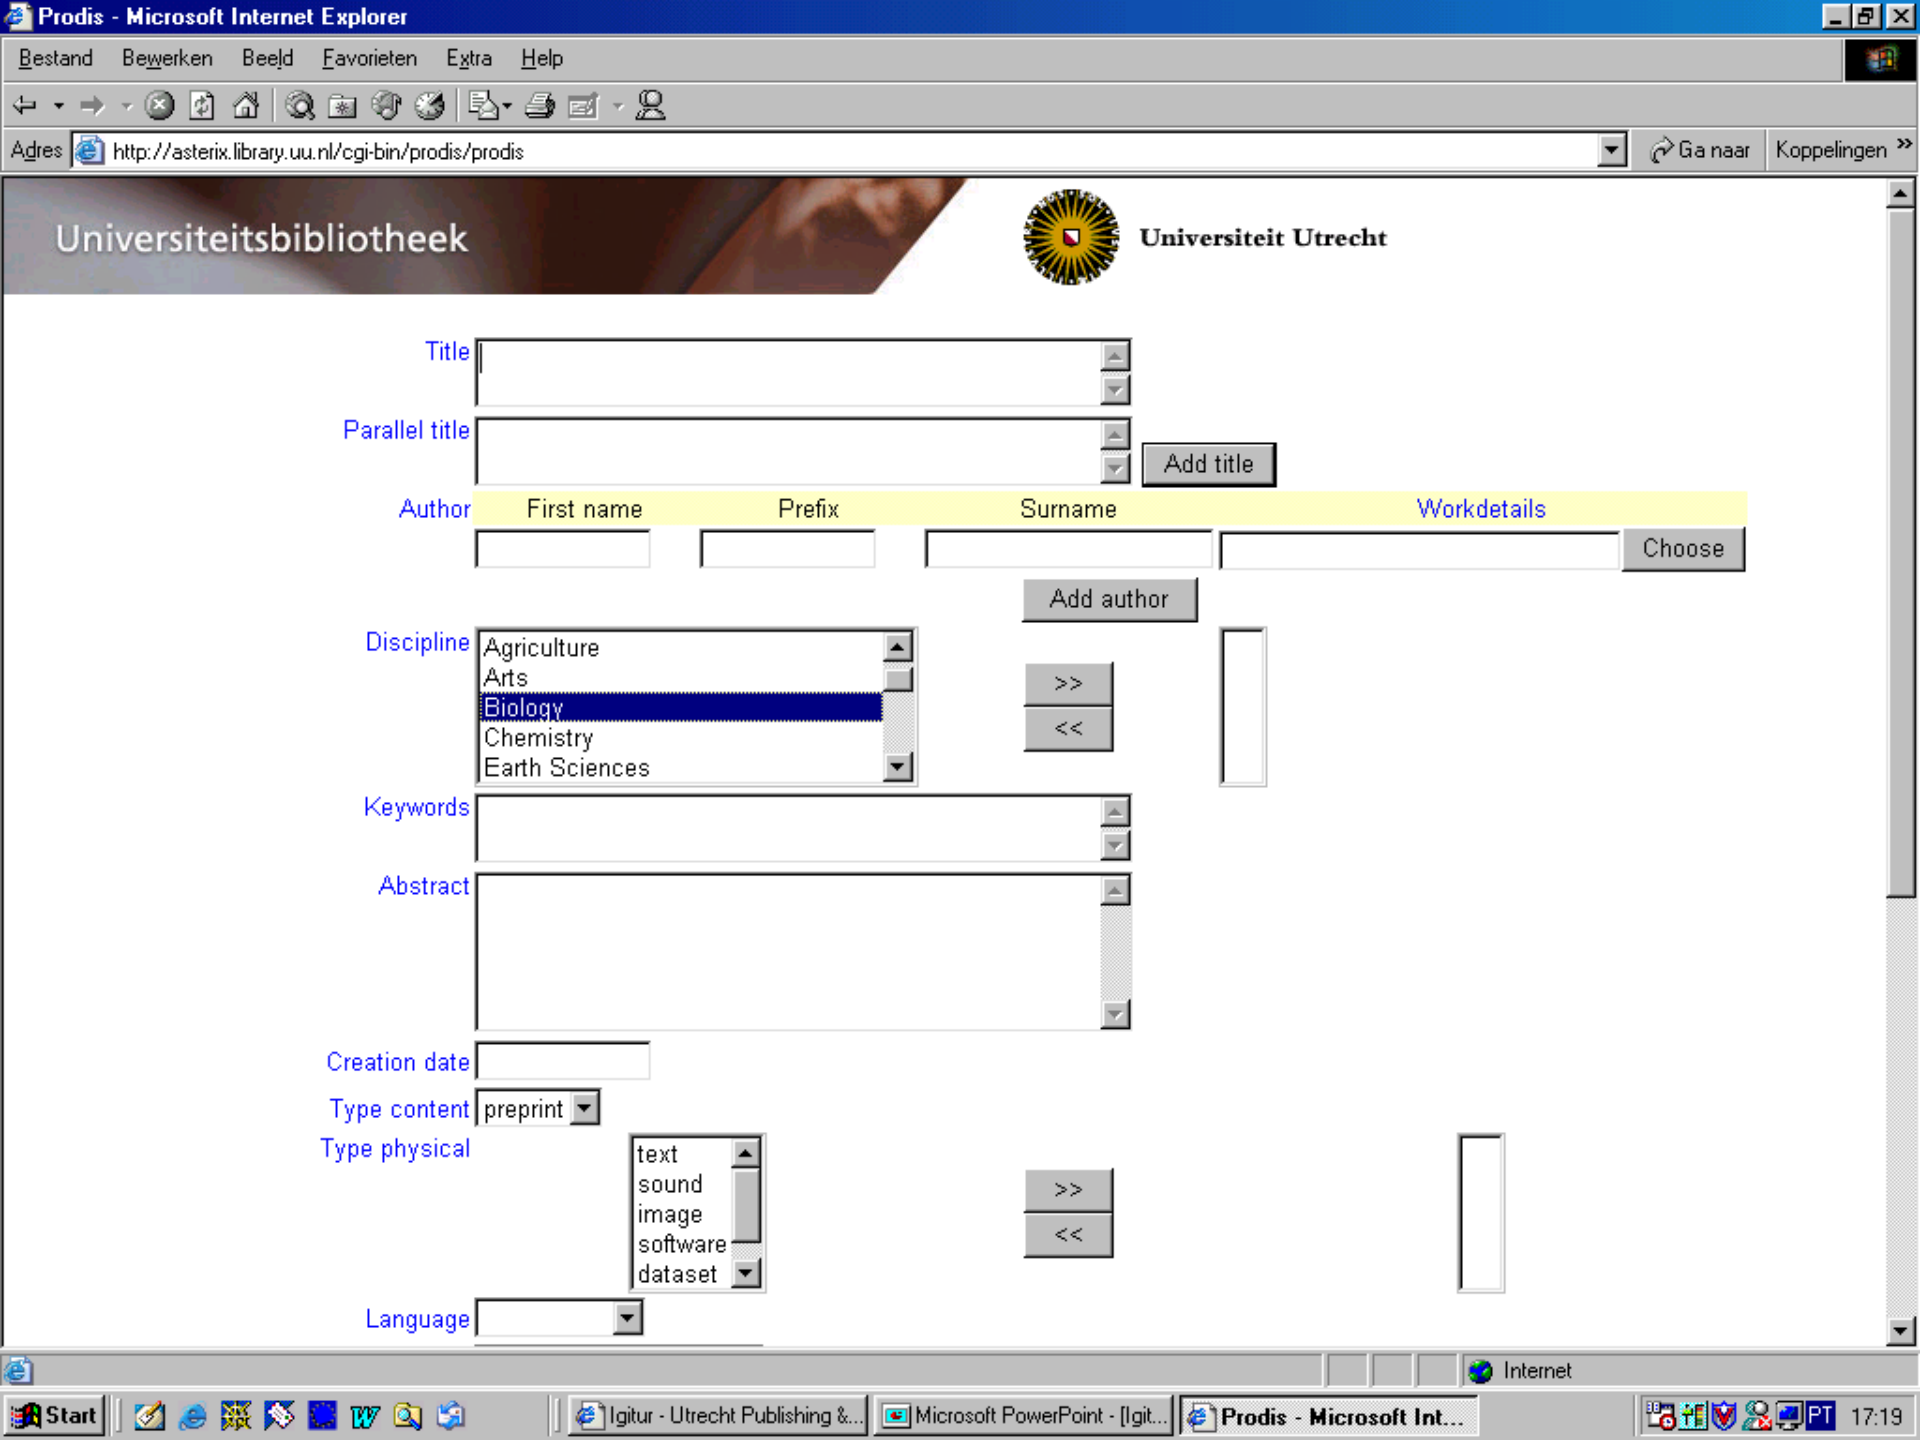 Prodis - Microsoft Internet Explorer
Bestand Bewerken Beeld Favorieten Extra Help
Adres http://asterix.library.uu.nl/cgi-bin/prodis/prodis Ga naar Koppelingen »
Universiteitsbibliotheek Universiteit Utrecht
Title
Parallel title
Add title
Author First name Prefix Surname Workdetails
Choose
Add author
Discipline Agriculture
Arts
>>
Biology
<<
Chemistry
Earth Sciences
Keywords
Abstract
Creation date
Type content preprint
Type physical text
sound >>
image
software <<
dataset
Language
Internet
Start W Igitur - Utrecht Publishing &... Microsoft PowerPoint - [Igit... Prodis - Microsoft Int... PT 17:19